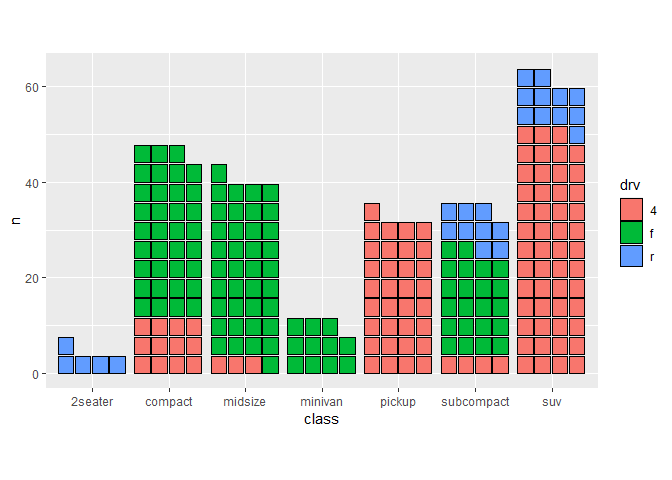 60
40
20
0
n
2seater compact midsize minivan pickup subcompact suv
class
drv
4
f
r